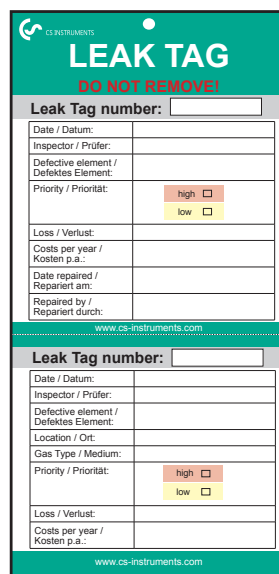 CS INSTRUMENTS
LEAK TAG
DO NOT REMOVE!
Leak Tag number:
Date / Datum:
Inspector / Prüfer:
Defective element /
Defektes Element:
Priority / Priorität:
high
low
Loss / Verlust:
Costs per year /
Kosten p.a.:
Date repaired /
Repariert am:
Repaired by /
Repariert durch:
www.cs-instruments.com
Leak Tag number:
Date / Datum:
Inspector / Prüfer:
Defective element /
Defektes Element:
Location / Ort:
Gas Type / Medium:
Priority / Priorität:
high
low
Loss / Verlust:
Costs per year /
Kosten p.a.:
www.cs-instruments.com